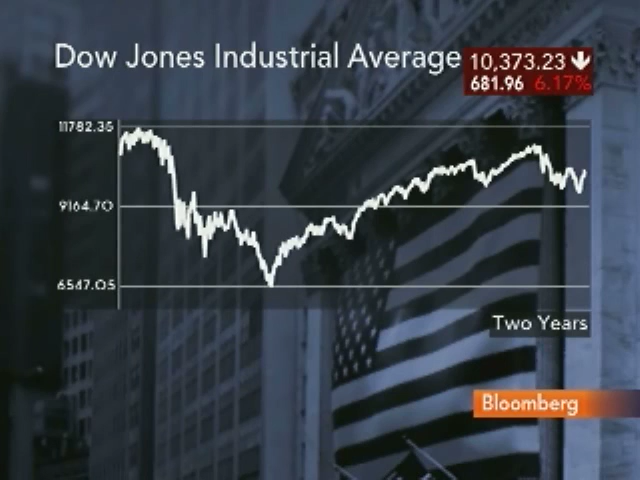 Dow Jones Industrial Average
10,373.23
681.96 6.17%
11782.35
9164.70
6547.05
Two Years
Bloomberg